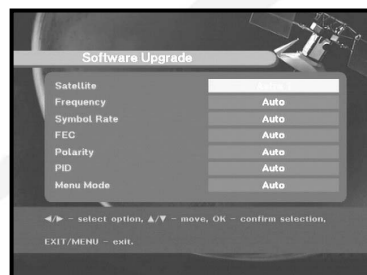 Software Upgrade
Satellite
Frequency Auto
Symbol Rate Auto
FEC Auto
Polarity Auto
PID Auto
Menu Mode Auto
◄/► - select option, ▲/▼ - move, OK - confirm selection,
EXIT/MENU - exit.